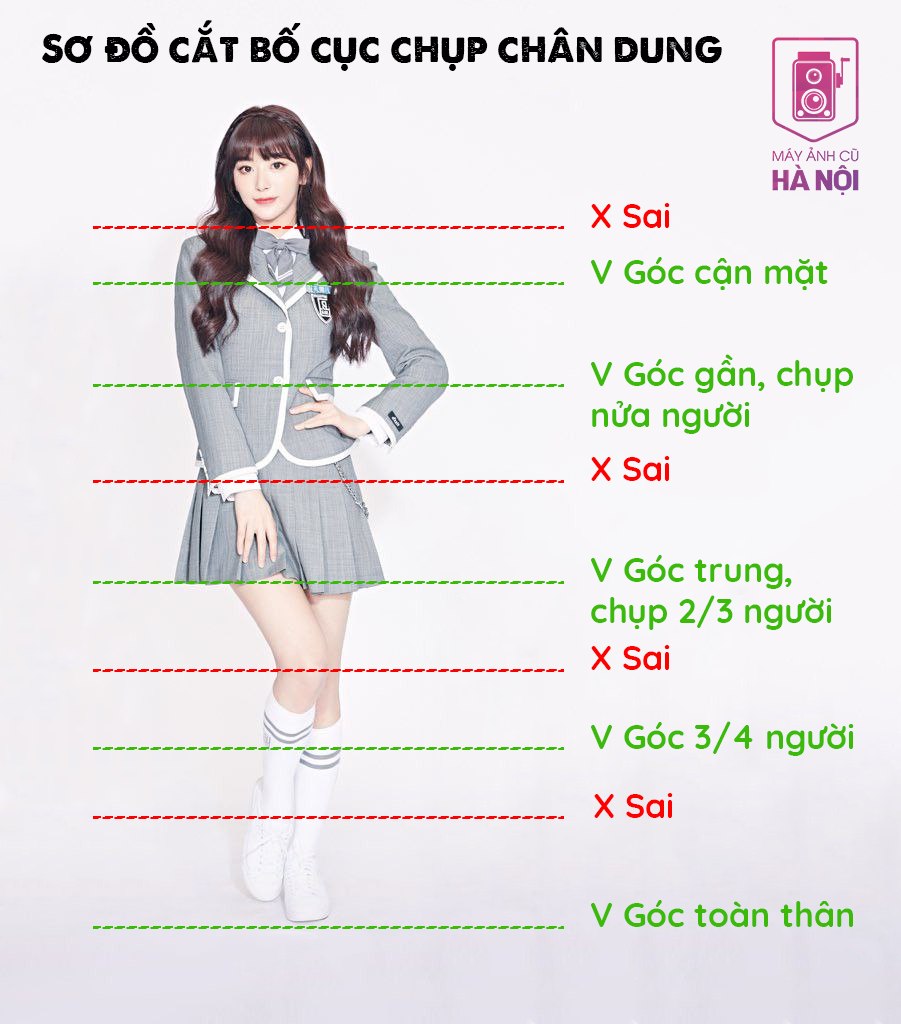 SƠ ĐỒ CẮT BỐ CỤC CHỤP CHÂN DUNG
MÁY ẢNH CŨ
HÀ NỘI
X Sai
V Góc cận mặt
V Góc gần, chụp
nửa người
X Sai
V Góc trung,
chụp 2/3 người
X Sai
V Góc 3/4 người
X Sai
V Góc toàn thân